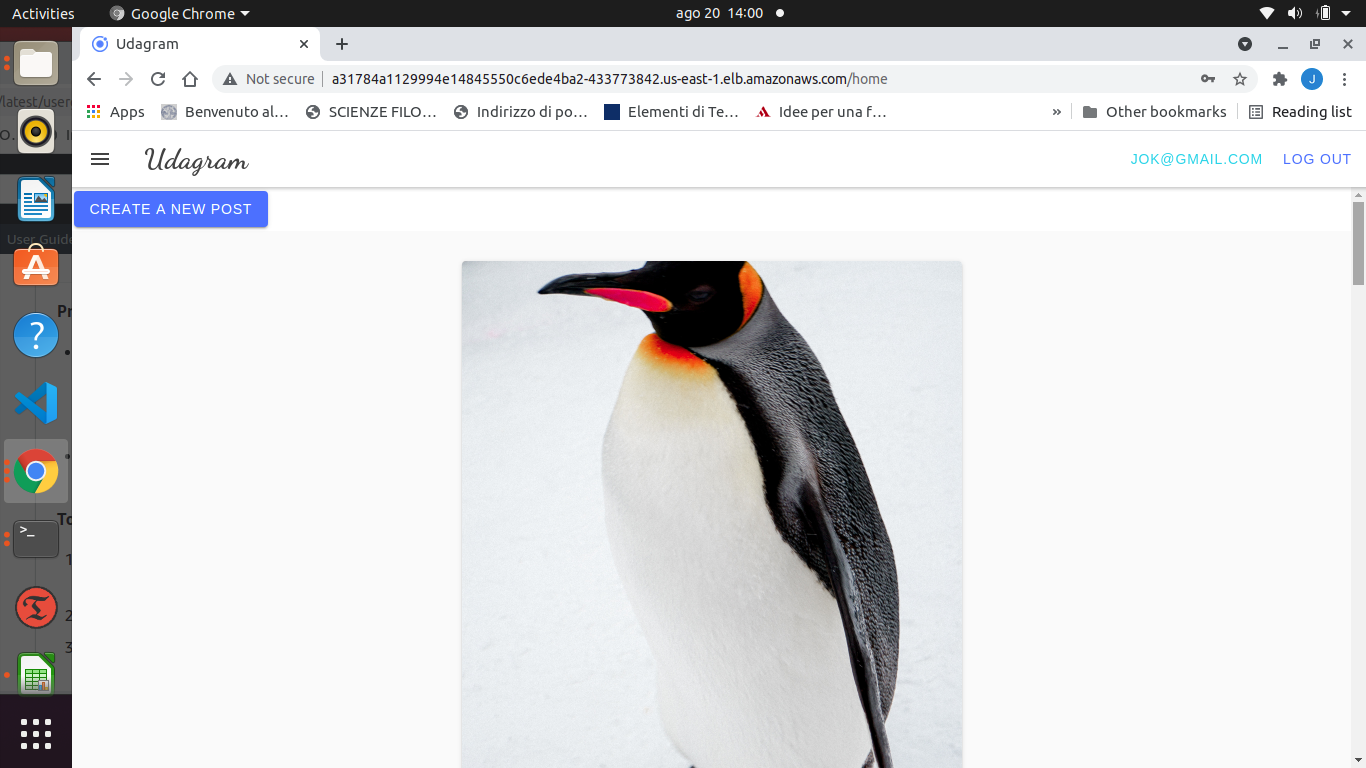 Activities
Google Chrome
ago 20 14:00
Udagram
Not secure
a31784a1129994e14845550c6ede4ba2-433773842.us-east-1.elb.amazonaws.com/home
J
Apps
Benvenuto al…
SCIENZE FILO…
Indirizzo di po…
Elementi di Te…
Idee per una f…
»
Other bookmarks
Reading list
Udagram
JOK@GMAIL.COM
LOG OUT
CREATE A NEW POST
User Guide
Pr
To
1
2
3